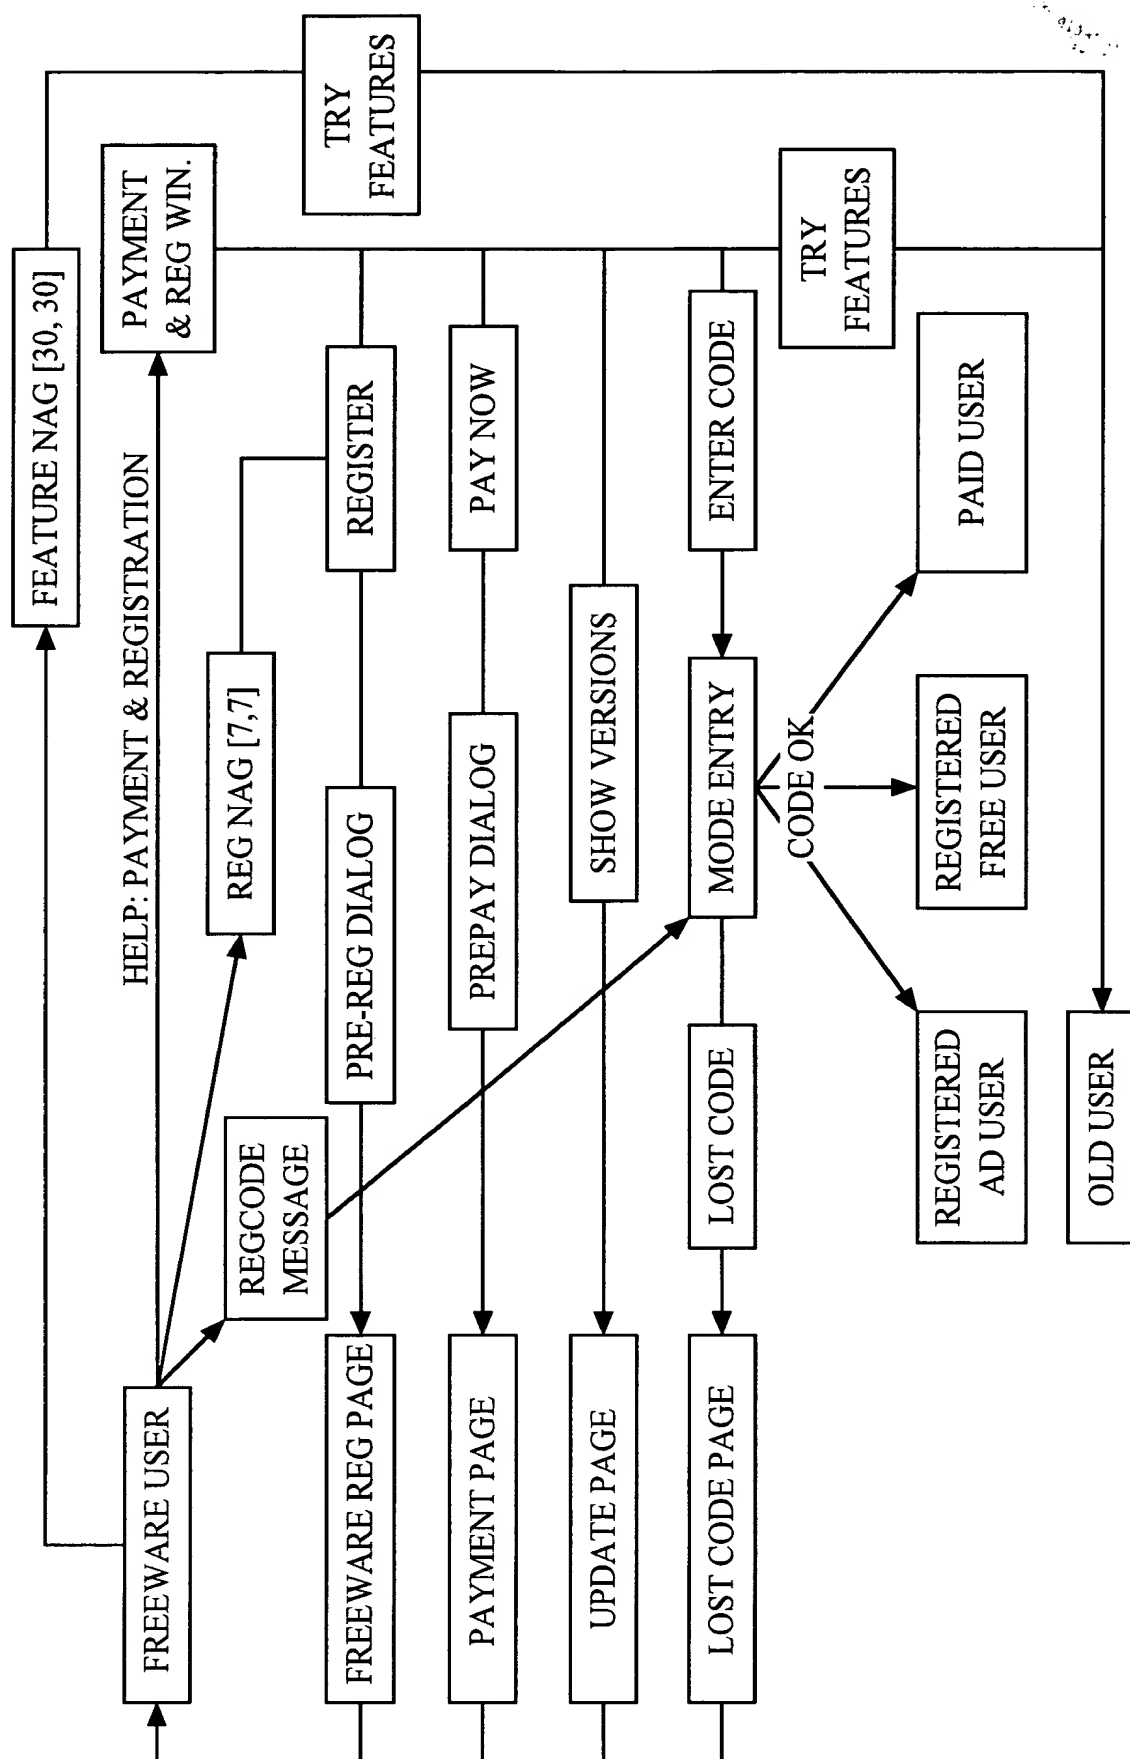 FREEWARE USER
FEATURE NAG [30, 30]
TRY
FEATURES
HELP: PAYMENT & REGISTRATION
PAYMENT
& REG WIN.
REG NAG [7,7]
REGCODE
MESSAGE
FREEWARE REG PAGE
PRE-REG DIALOG
REGISTER
PAYMENT PAGE
PREPAY DIALOG
PAY NOW
UPDATE PAGE
SHOW VERSIONS
LOST CODE PAGE
LOST CODE
MODE ENTRY
ENTER CODE
TRY
FEATURES
CODE OK
REGISTERED
AD USER
REGISTERED
FREE USER
PAID USER
OLD USER